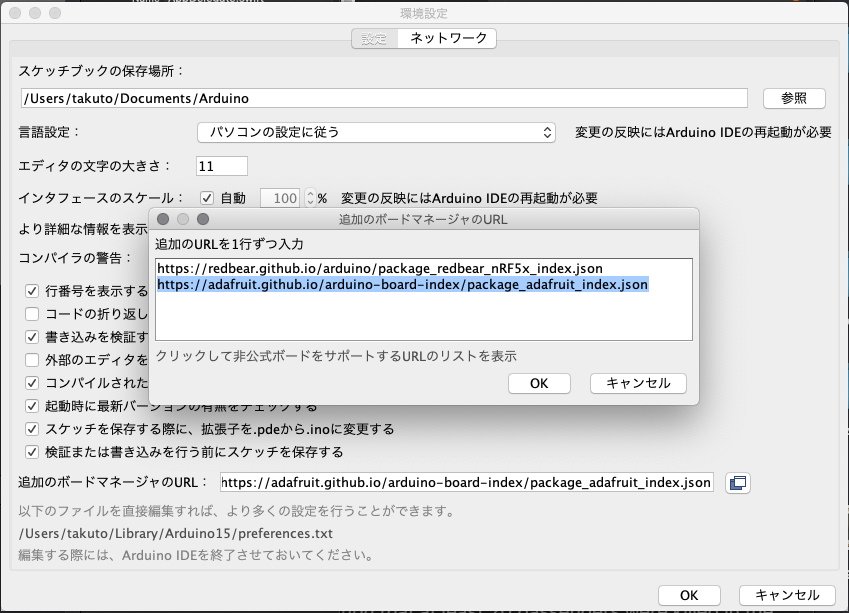 環境設定
設定 ネットワーク
スケッチブックの保存場所：
/Users/takuto/Documents/Arduino 参照
言語設定： パソコンの設定に従う 変更の反映にはArduino IDEの再起動が必要
エディタの文字の大きさ： 11
インタフェースのスケール： 自動 100 % 変更の反映にはArduino IDEの再起動が必要
より詳細な情報を表示
コンパイラの警告：
行番号を表示する
コードの折り返し
書き込みを検証す
外部のエディタを
コンパイルされた
起動時に最新バージョンの有無をチェックする
スケッチを保存する際に、拡張子を.pdeから.inoに変更する
検証または書き込みを行う前にスケッチを保存する
追加のボードマネージャのURL
追加のURLを1行ずつ入力
https://redbear.github.io/arduino/package_redbear_nRF5x_index.json
https://adafruit.github.io/arduino-board-index/package_adafruit_index.json
クリックして非公式ボードをサポートするURLのリストを表示
OK キャンセル
追加のボードマネージャのURL： https://adafruit.github.io/arduino-board-index/package_adafruit_index.json
以下のファイルを直接編集すれば、より多くの設定を行うことができます。
/Users/takuto/Library/Arduino15/preferences.txt
編集する際には、Arduino IDEを終了させておいてください。
OK キャンセル